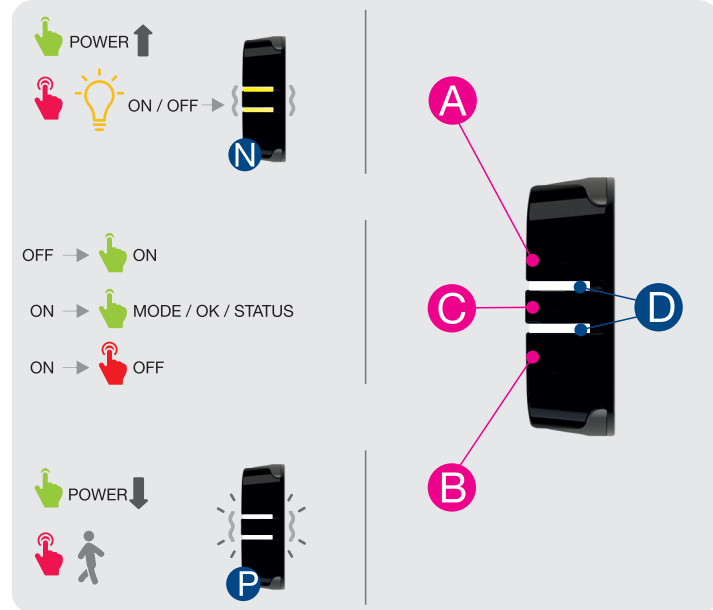 POWER
ON / OFF
N
OFF ON
ON MODE / OK / STATUS
ON OFF
POWER
P
A
C
D
B